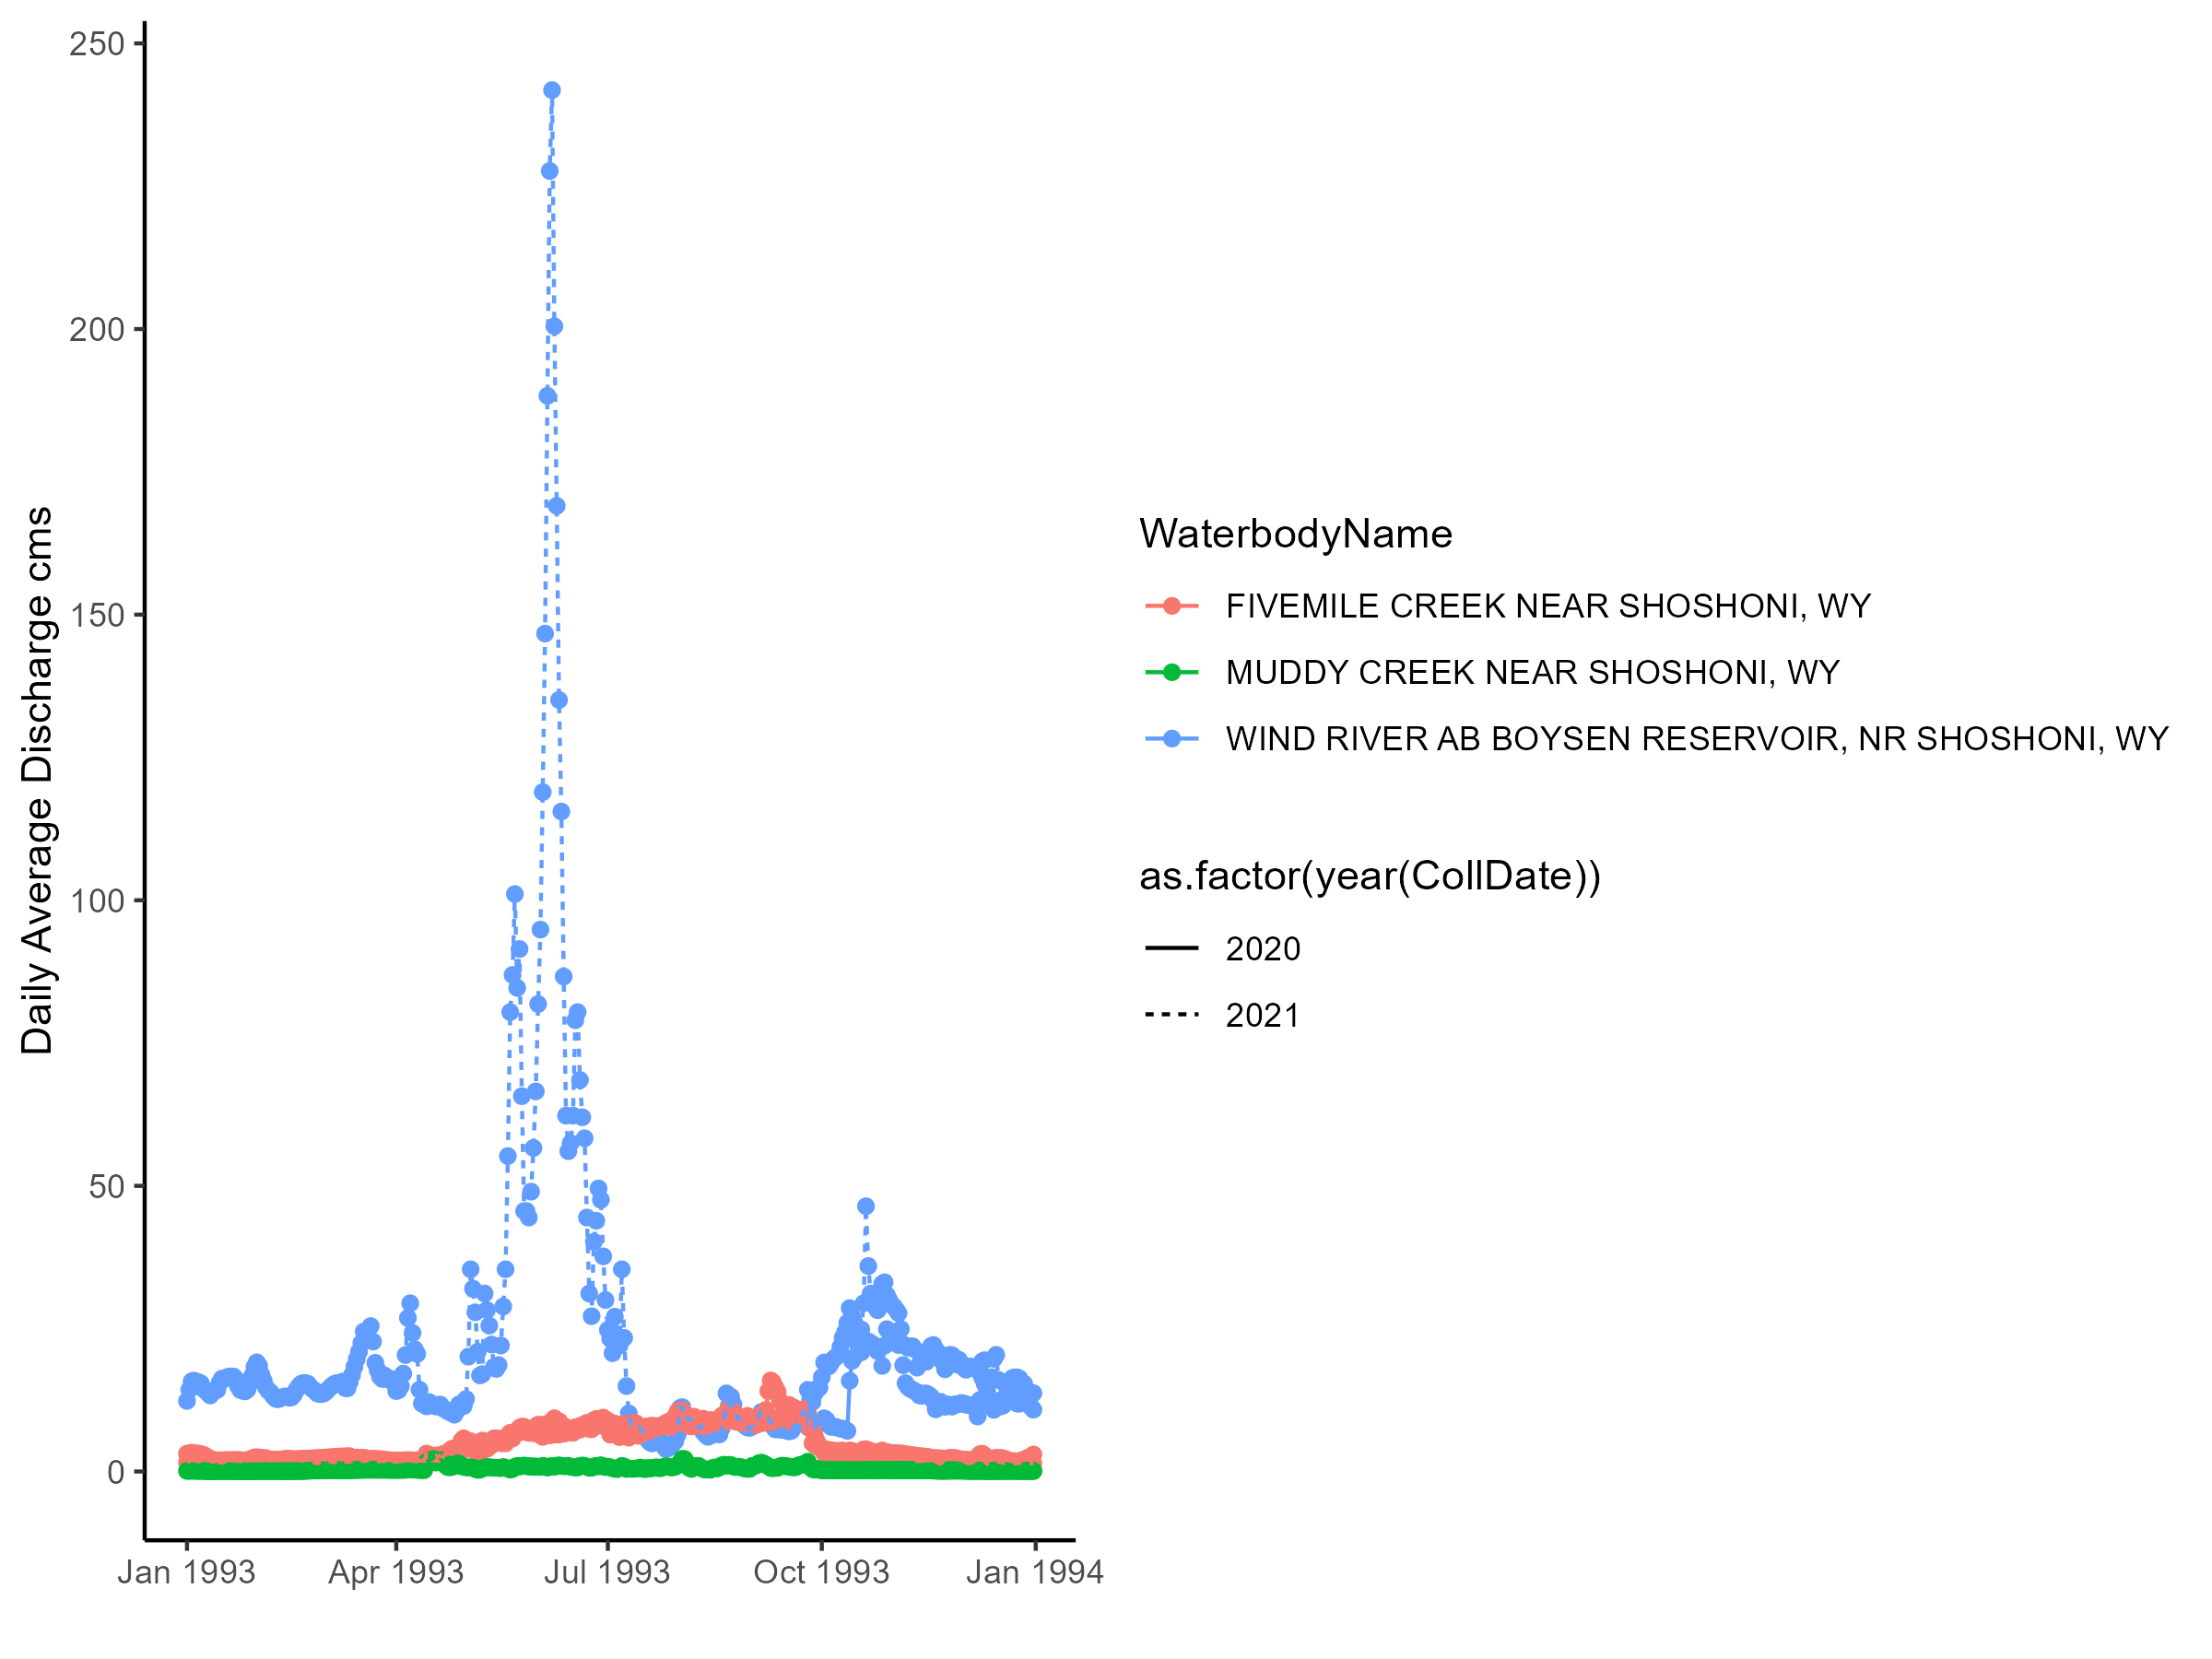 Daily Average Discharge cms
250
200
150
100
50
0
Jan 1993
Apr 1993
Jul 1993
Oct 1993
Jan 1994
WaterbodyName
FIVEMILE CREEK NEAR SHOSHONI, WY
MUDDY CREEK NEAR SHOSHONI, WY
WIND RIVER AB BOYSEN RESERVOIR, NR SHOSHONI, WY
as.factor(year(CollDate))
2020
2021